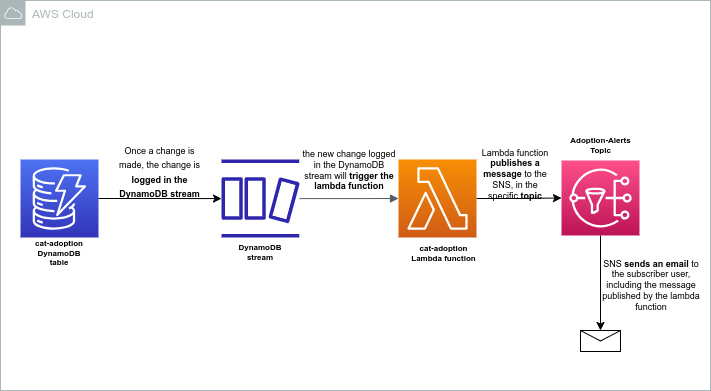 AWS Cloud
Once a change is
made, the change is
logged in the
DynamoDB stream
the new change logged
in the DynamoDB
stream will trigger the
lambda function
Lambda function
publishes a
message to the
SNS, in the
specific topic
Adoption-Alerts
Topic
cat-adoption
DynamoDB
table
DynamoDB
stream
cat-adoption
Lambda function
SNS sends an email to
the subscriber user,
including the message
published by the lambda
function